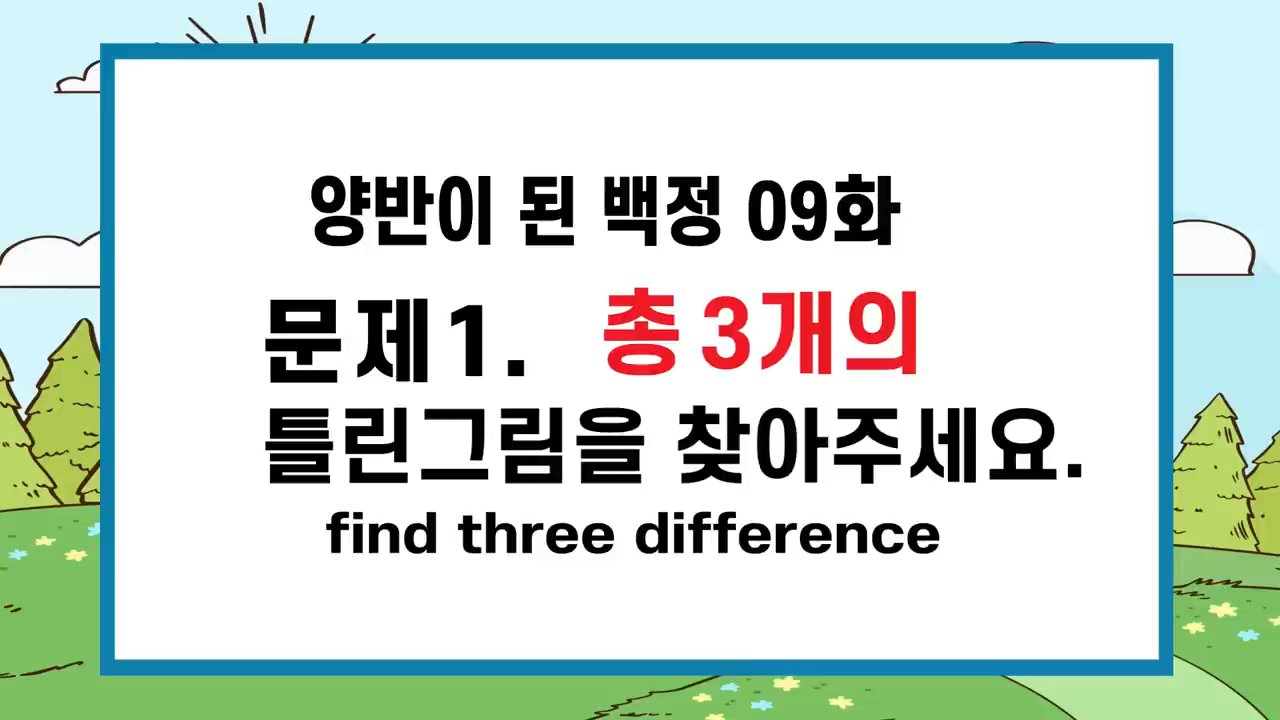 양반이 된 백정 09화
문제1. 총 3개의
틀린그림을 찾아주세요.
find three difference